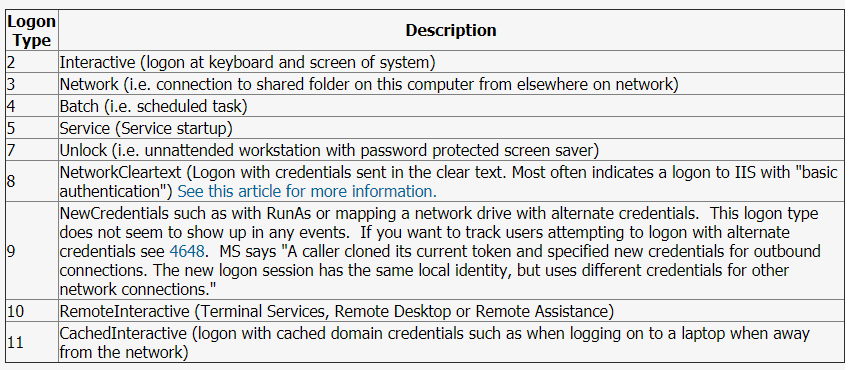 Logon
Type
Description
2 Interactive (logon at keyboard and screen of system)
3 Network (i.e. connection to shared folder on this computer from elsewhere on network)
4 Batch (i.e. scheduled task)
5 Service (Service startup)
7 Unlock (i.e. unnattended workstation with password protected screen saver)
8 NetworkCleartext (Logon with credentials sent in the clear text. Most often indicates a logon to IIS with "basic
authentication") See this article for more information.
9 NewCredentials such as with RunAs or mapping a network drive with alternate credentials.  This logon type
does not seem to show up in any events.  If you want to track users attempting to logon with alternate
credentials see 4648.  MS says "A caller cloned its current token and specified new credentials for outbound
connections. The new logon session has the same local identity, but uses different credentials for other
network connections."
10 RemoteInteractive (Terminal Services, Remote Desktop or Remote Assistance)
11 CachedInteractive (logon with cached domain credentials such as when logging on to a laptop when away
from the network)